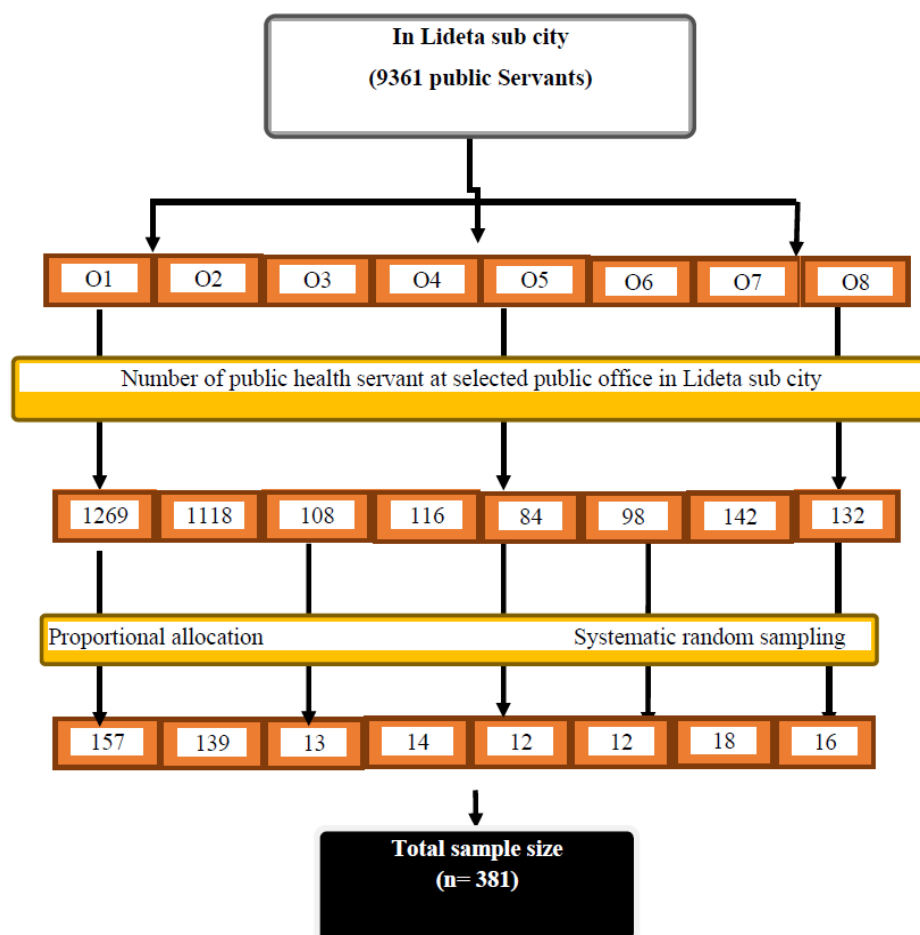 In Lideta sub city
(9361 public Servants)
O1 O2 O3 O4 O5 O6 O7 O8
Number of public health servant at selected public office in Lideta sub city
1269 1118 108 116 84 98 142 132
Proportional allocation Systematic random sampling
157 139 13 14 12 12 18 16
Total sample size
(n= 381)